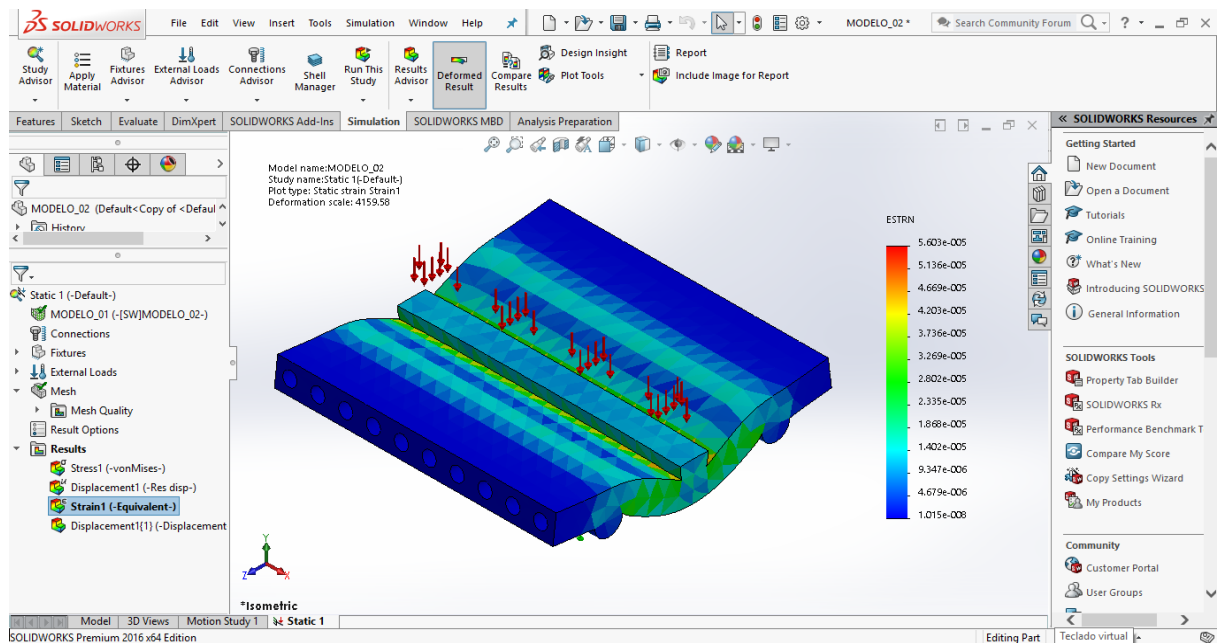 SOLIDWORKS
File Edit View Insert Tools Simulation Window Help
MODELO_02 *
Search Community Forum
?
Study Advisor
Apply Material
Fixtures Advisor
External Loads Advisor
Connections Advisor
Shell Manager
Run This Study
Results Advisor
Deformed Result
Compare Results
Design Insight
Plot Tools
Report
Include Image for Report
Features Sketch Evaluate DimXpert SOLIDWORKS Add-Ins Simulation SOLIDWORKS MBD Analysis Preparation
MODELO_02 (Default<Copy of <Defaul
History
Static 1 (-Default-)
MODELO_01 (-[SW]MODELO_02-)
Connections
Fixtures
External Loads
Mesh
Mesh Quality
Result Options
Results
Stress1 (-vonMises-)
Displacement1 (-Res disp-)
Strain1 (-Equivalent-)
Displacement1{1} (-Displacement
Model name:MODELO_02
Study name:Static 1(-Default-)
Plot type: Static strain Strain1
Deformation scale: 4159.58
ESTRN
5.603e-005
5.136e-005
4.669e-005
4.203e-005
3.736e-005
3.269e-005
2.802e-005
2.335e-005
1.868e-005
1.402e-005
9.347e-006
4.679e-006
1.015e-008
Y
Z
X
*Isometric
SOLIDWORKS Resources
Getting Started
New Document
Open a Document
Tutorials
Online Training
What's New
Introducing SOLIDWORKS
General Information
SOLIDWORKS Tools
Property Tab Builder
SOLIDWORKS Rx
Performance Benchmark T
Compare My Score
Copy Settings Wizard
My Products
Community
Customer Portal
User Groups
Model 3D Views Motion Study 1 Static 1
SOLIDWORKS Premium 2016 x64 Edition
Editing Part
Teclado virtual